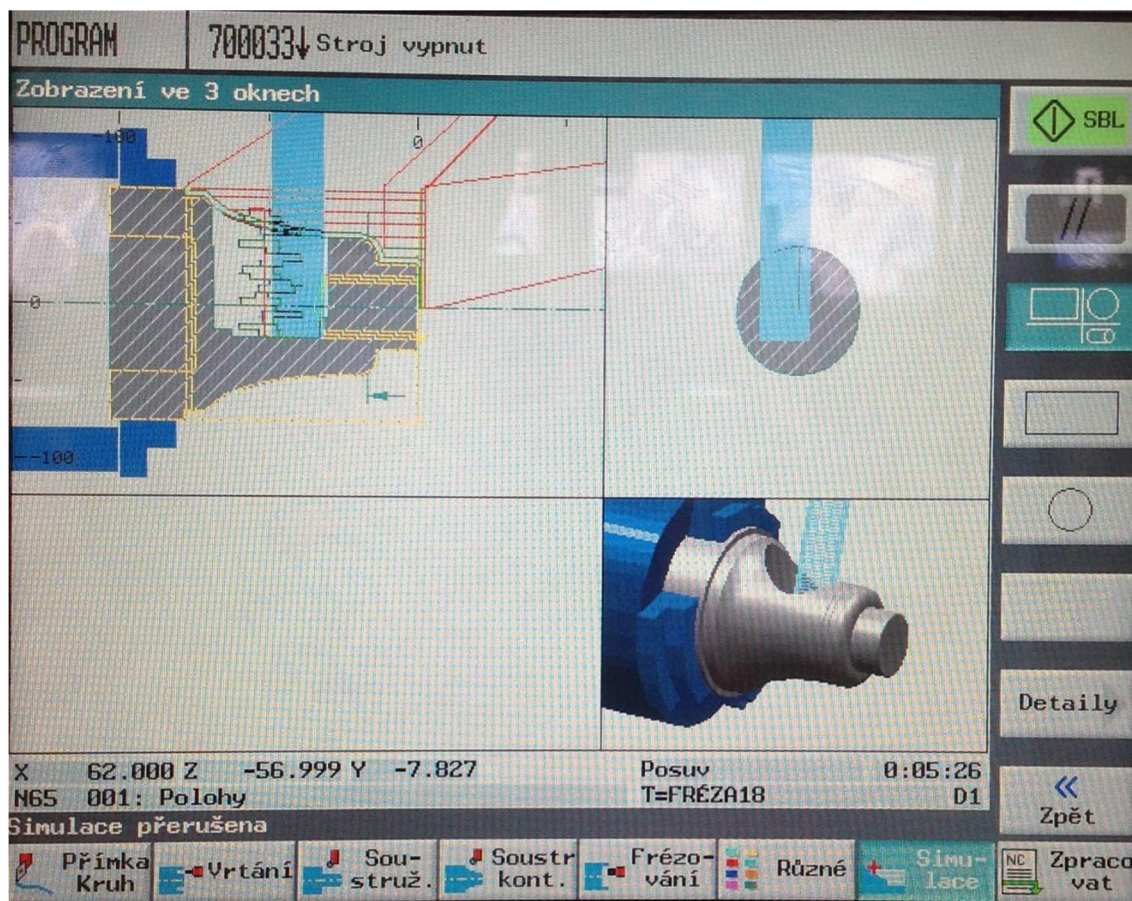 PROGRAM
700033↓ Stroj vypnut
Zobrazení ve 3 oknech
SBL
-100
0
0
-100
Detaily
X 62.000 Z -56.999 Y -7.827
Posuv 0:05:26
N65 001: Polohy
T=FRÉZA18 D1
Simulace přerušena
«
Zpět
Přímka
Kruh
Vrtání
Sou-
struž.
Soustr
kont.
Frézo-
vání
Různé
Simu-
lace
NC
Zpraco
vat